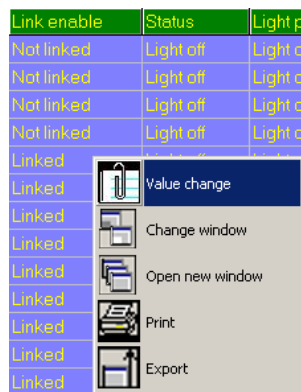 Link enable Status Light p
Not linked Light off Light o
Not linked Light off Light o
Not linked Light off Light o
Not linked Light off Light o
Linked
Linked Value change
Linked
Linked Change window
Linked
Linked Open new window
Linked Print
Linked
Linked Export